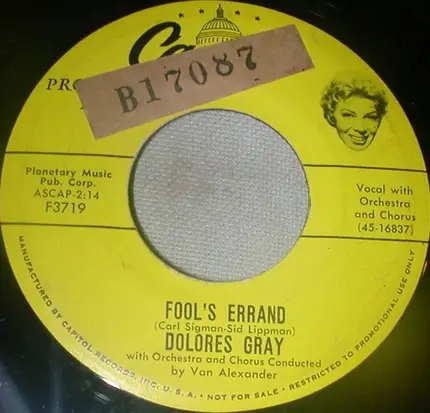 Ca
PRO
B17087
Planetary Music
Pub. Corp.
ASCAP-2:14
F3719
Vocal with
Orchestra
and Chorus
(45-16837)
FOOL'S ERRAND
(Carl Sigman-Sid Lippman)
DOLORES GRAY
with Orchestra and Chorus Conducted
by Van Alexander
MANUFACTURED BY CAPITOL RECORDS, INC. U. S. A. • NOT FOR SALE • RESTRICTED TO PROMOTIONAL USE ONLY